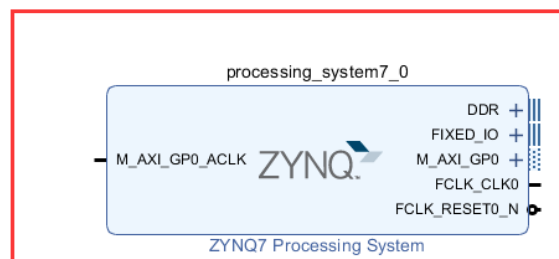 processing_system7_0
DDR
FIXED_IO
M_AXI_GP0_ACLK
ZYNQ
M_AXI_GP0
FCLK_CLK0
FCLK_RESET0_N
ZYNQ7 Processing System